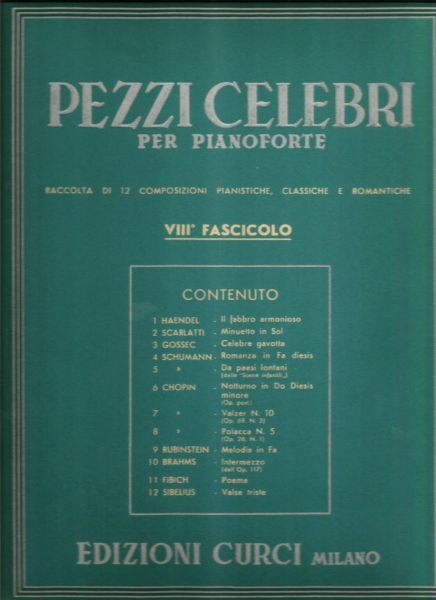 PEZZI CELEBRI
PER PIANOFORTE
RACCOLTA DI 12 COMPOSIZIONI PIANISTICHE, CLASSICHE E ROMANTICHE
VIII° FASCICOLO
CONTENUTO
1 HAENDEL - Il fabbro armonioso
2 SCARLATTI - Minuetto in Sol
3 GOSSEC - Celebre gavotta
4 SCHUMANN - Romanza in Fa diesis
5 » - Da paesi lontani
(dalle "Scene infantili„)
6 CHOPIN - Notturno in Do Diesis
minore
(Op. post.)
7 » - Valzer N. 10
(Op. 69, N. 2)
8 » - Polacca N. 5
(Op. 26, N. 1)
9 RUBINSTEIN - Melodia in Fa
10 BRAHMS - Intermezzo
(dall'Op. 117)
11 FIBICH - Poema
12 SIBELIUS - Valse triste
EDIZIONI CURCI MILANO